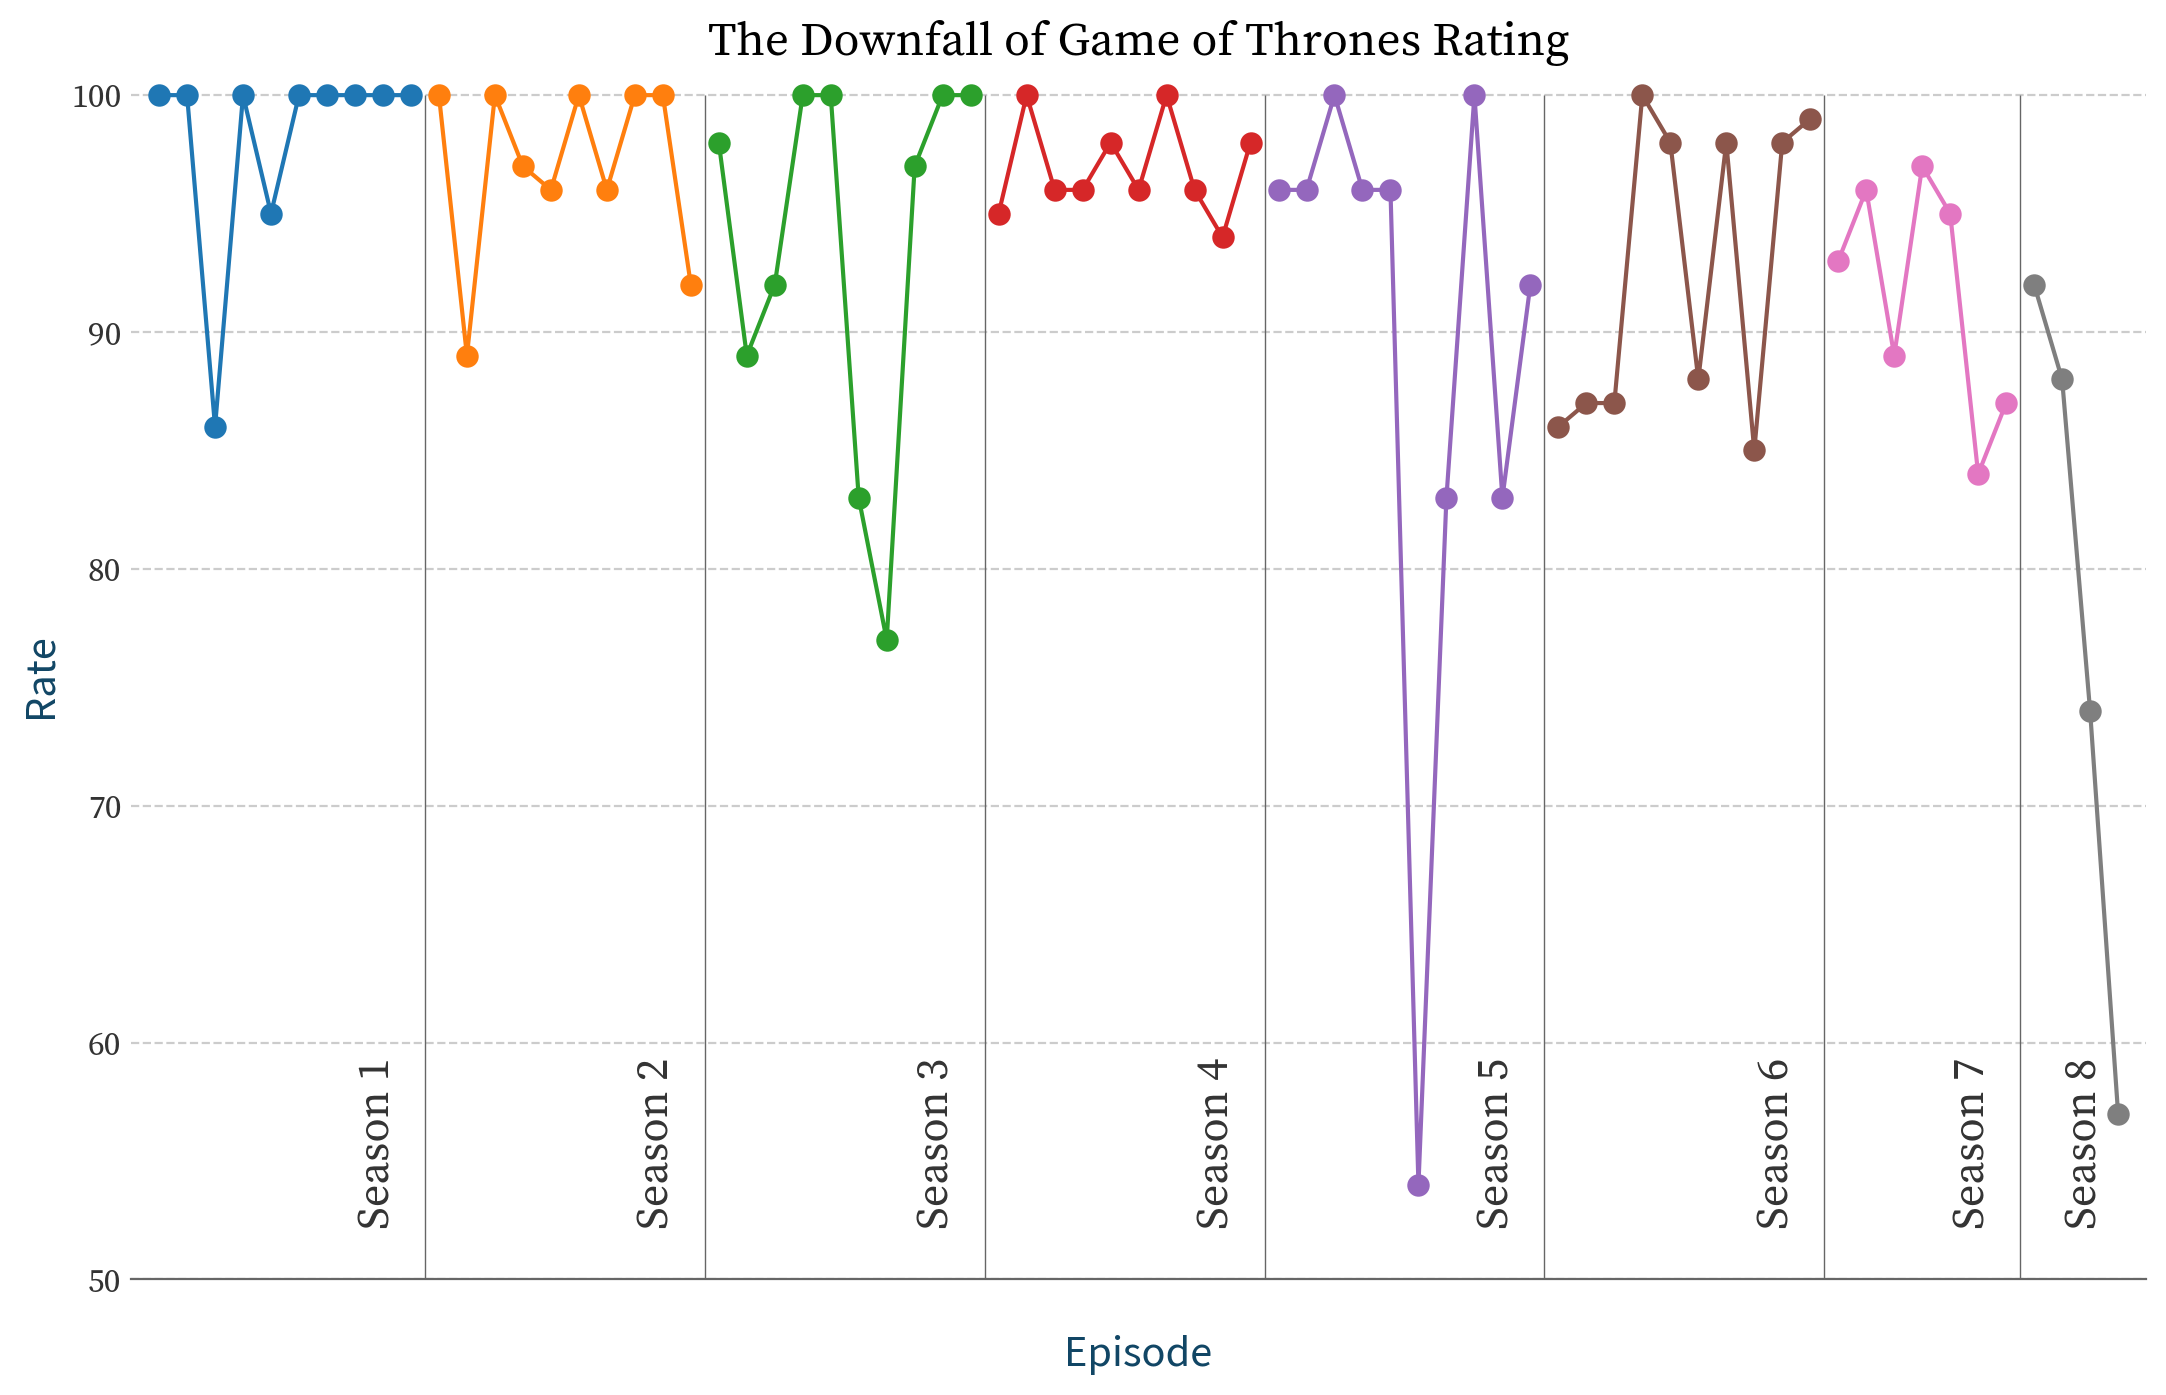 The Downfall of Game of Thrones Rating
100
90
80
70
60
50
Rate
Season 1
Season 2
Season 3
Season 4
Season 5
Season 6
Season 7
Season 8
Episode